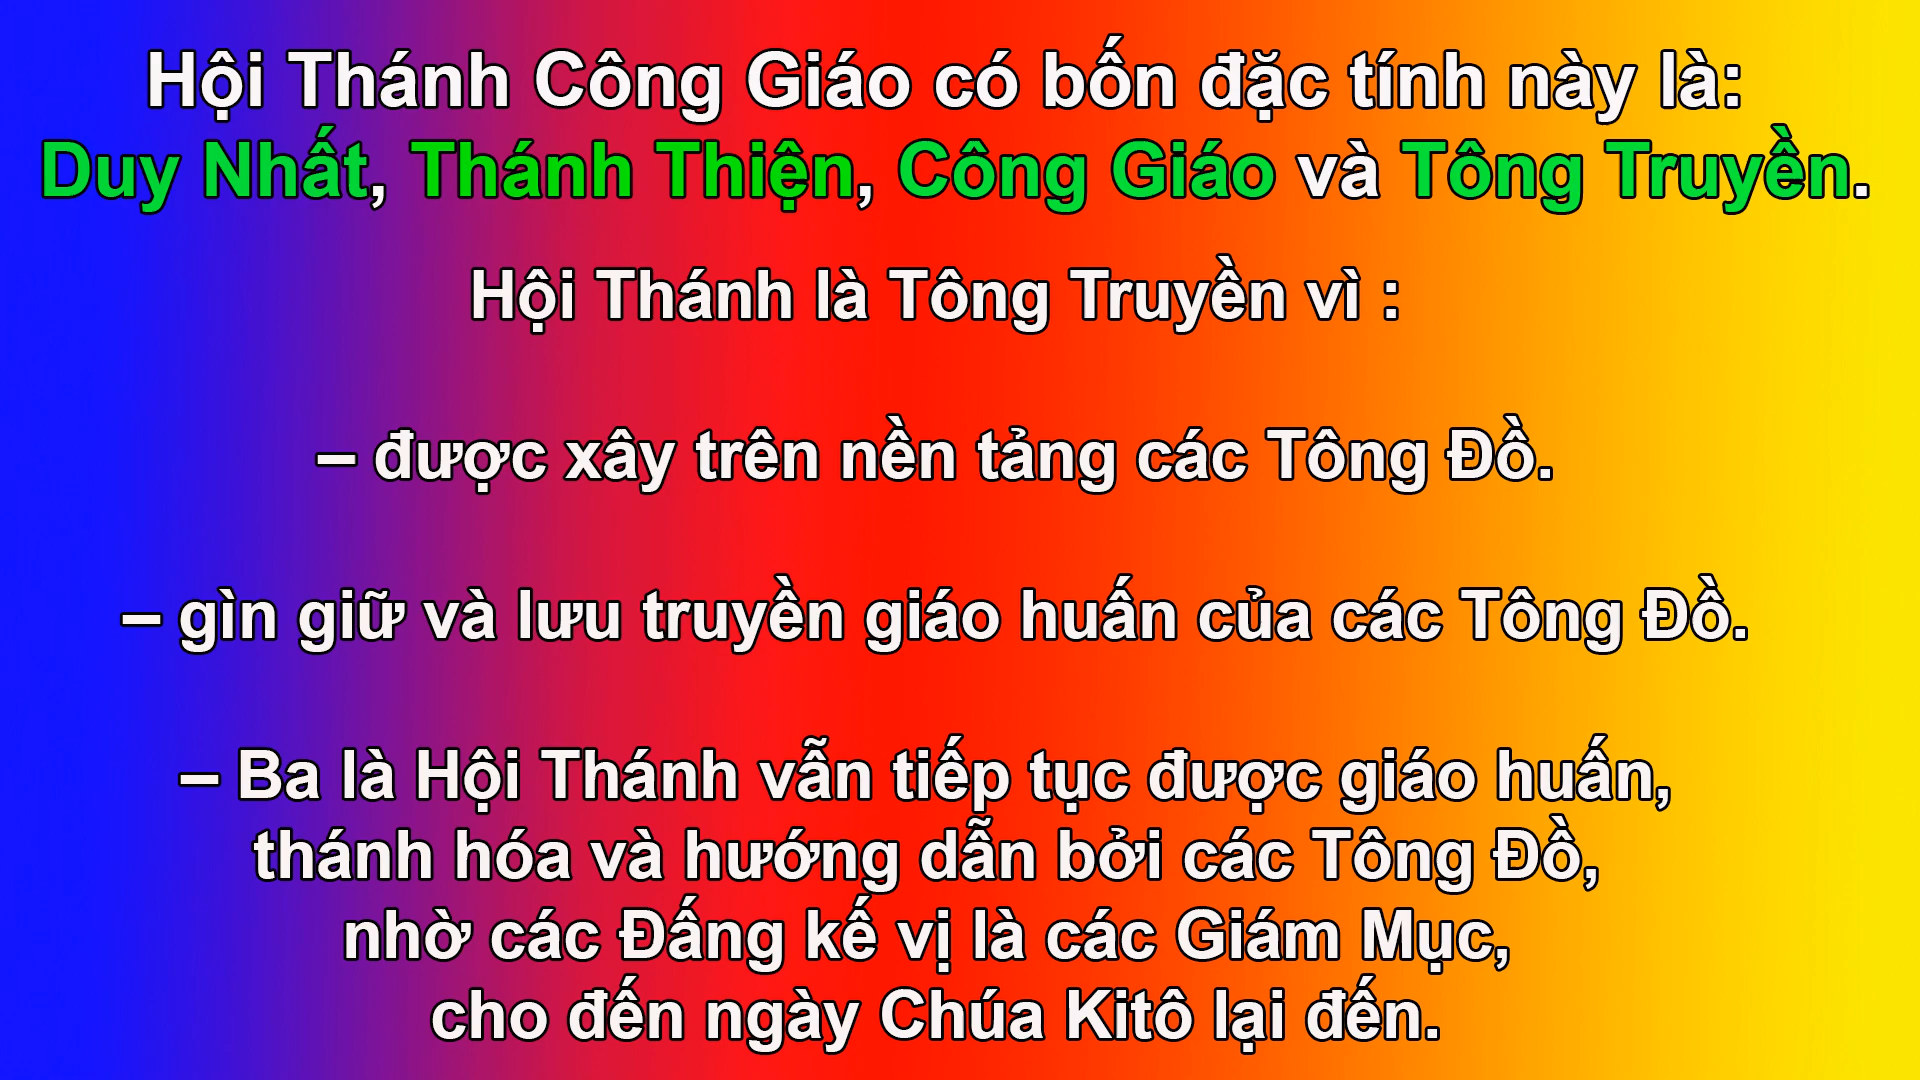 Hội Thánh Công Giáo có bốn đặc tính này là:
Duy Nhất, Thánh Thiện, Công Giáo và Tông Truyền.
Hội Thánh là Tông Truyền vì :
– được xây trên nền tảng các Tông Đồ.
– gìn giữ và lưu truyền giáo huấn của các Tông Đồ.
– Ba là Hội Thánh vẫn tiếp tục được giáo huấn,
thánh hóa và hướng dẫn bởi các Tông Đồ,
nhờ các Đấng kế vị là các Giám Mục,
cho đến ngày Chúa Kitô lại đến.